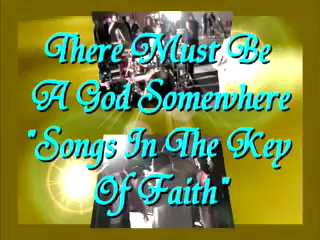 There Must Be
A God Somewhere
"Songs In The Key
Of Faith"